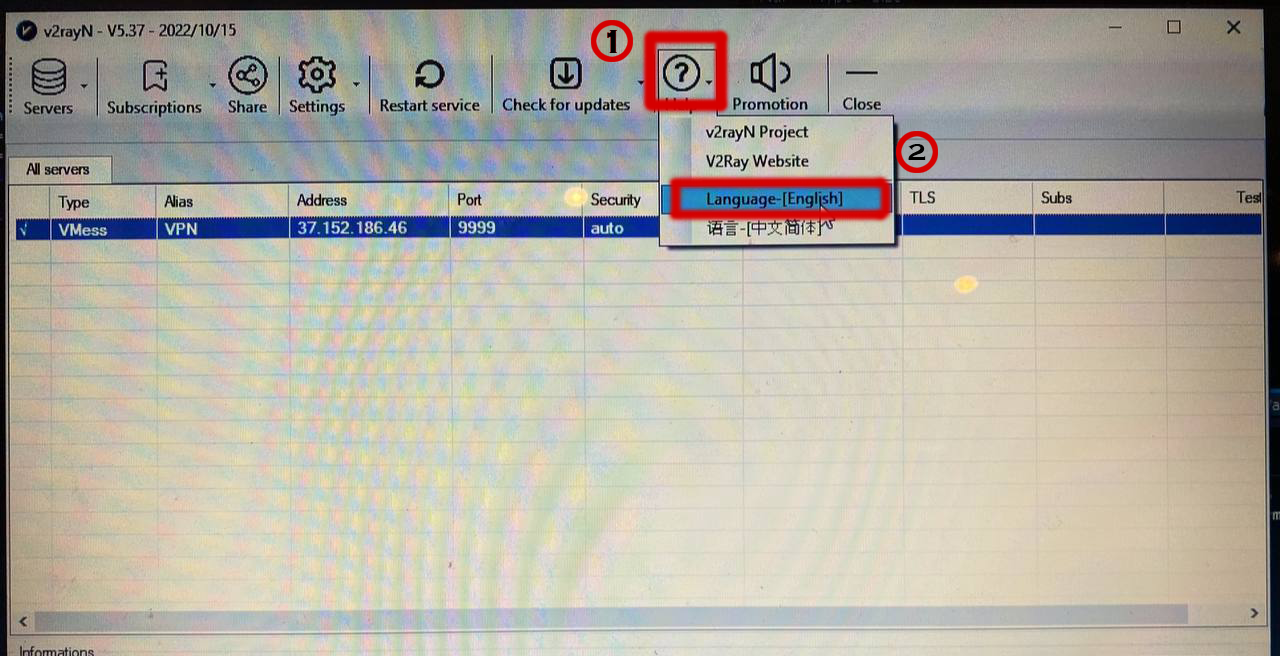 v2rayN - V5.37 - 2022/10/15
1
Servers
Subscriptions
Share
Settings
Restart service
Check for updates
Promotion
Close
v2rayN Project
V2Ray Website
2
Language-[English]
语言-[中文简体]
All servers
Type Alias Address Port Security TLS Subs Test
√ VMess VPN 37.152.186.46 9999 auto
Informations